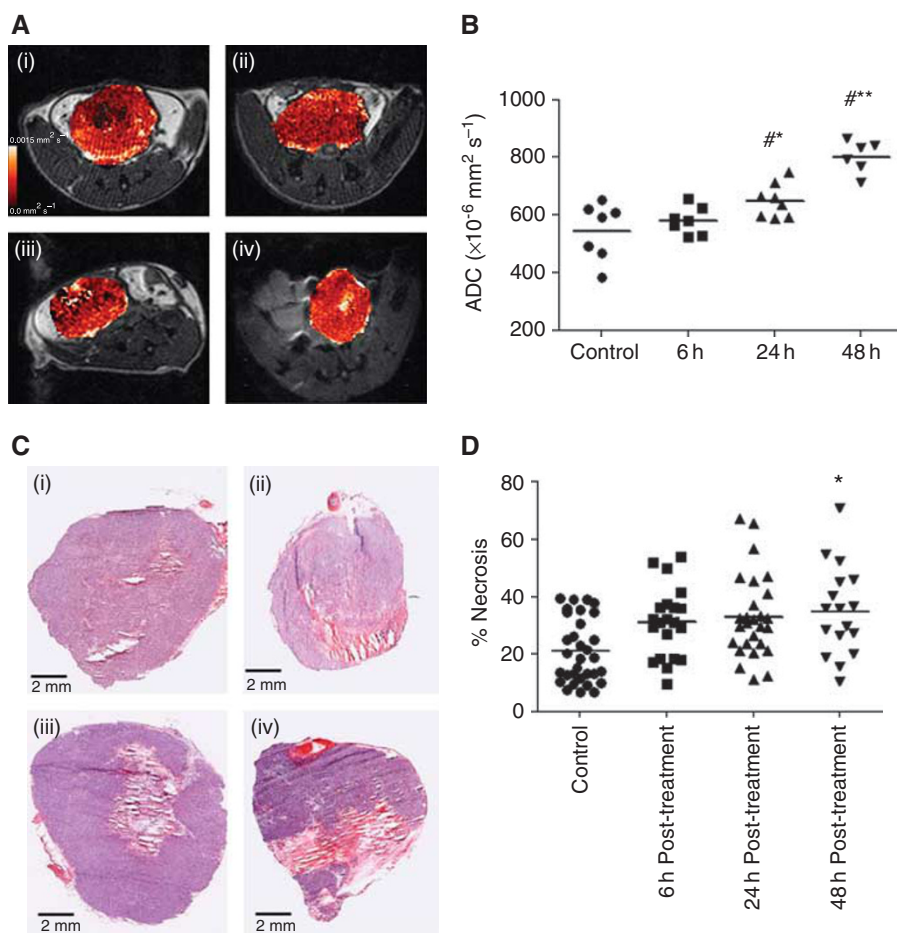 A
(i)
(ii)
0.0015 mm² s⁻¹
0.0 mm² s⁻¹
(iii)
(iv)
B
1000
800
600
400
200
ADC (×10⁻⁶ mm² s⁻¹)
#*
#**
Control
6 h
24 h
48 h
C
(i)
(ii)
2 mm
2 mm
(iii)
(iv)
2 mm
2 mm
D
80
60
40
20
0
% Necrosis
*
Control
6 h Post-treatment
24 h Post-treatment
48 h Post-treatment